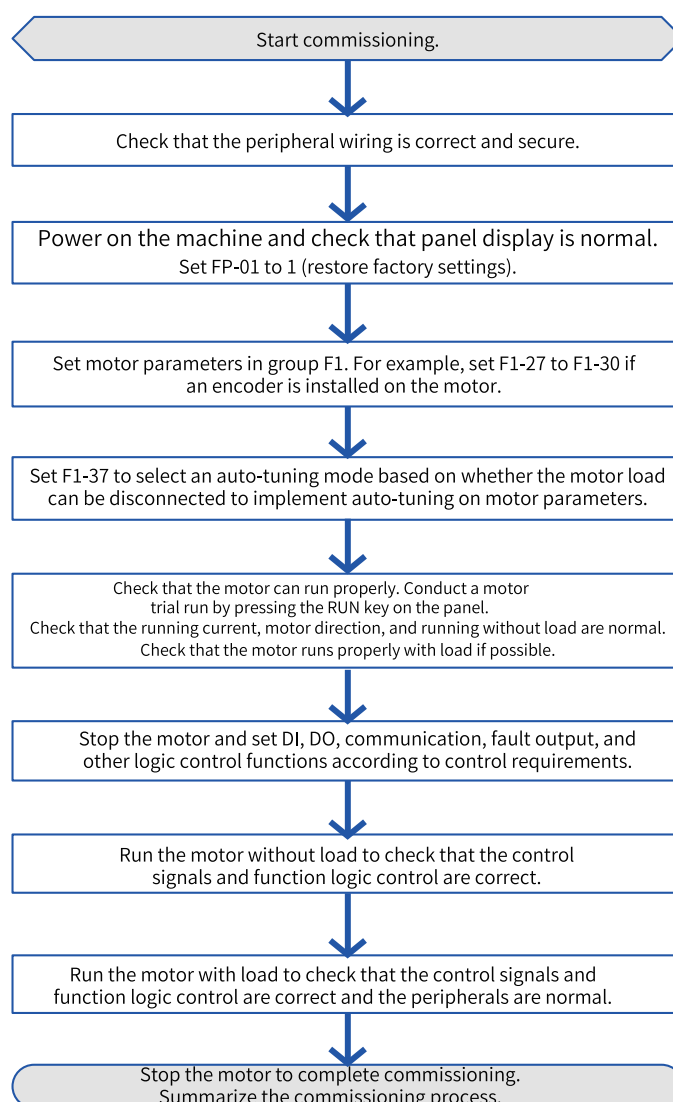 Start commissioning.
Check that the peripheral wiring is correct and secure.
Power on the machine and check that panel display is normal.
Set FP-01 to 1 (restore factory settings).
Set motor parameters in group F1. For example, set F1-27 to F1-30 if
an encoder is installed on the motor.
Set F1-37 to select an auto-tuning mode based on whether the motor load
can be disconnected to implement auto-tuning on motor parameters.
Check that the motor can run properly. Conduct a motor
trial run by pressing the RUN key on the panel.
Check that the running current, motor direction, and running without load are normal.
Check that the motor runs properly with load if possible.
Stop the motor and set DI, DO, communication, fault output, and
other logic control functions according to control requirements.
Run the motor without load to check that the control
signals and function logic control are correct.
Run the motor with load to check that the control signals and
function logic control are correct and the peripherals are normal.
Stop the motor to complete commissioning.
Summarize the commissioning process.